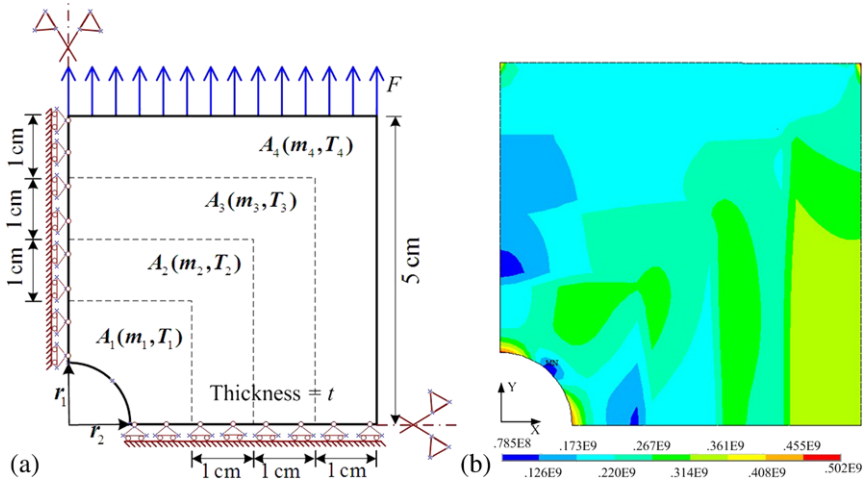 F
A₄(m₄,T₄)
1 cm
A₃(m₃,T₃)
1 cm
A₂(m₂,T₂)
1 cm
5 cm
A₁(m₁,T₁)
Thickness = t
r₁
r₂
1 cm
1 cm
1 cm
(a)
MN
Y
X
.785E8
.173E9
.267E9
.361E9
.455E9
.126E9
.220E9
.314E9
.408E9
.502E9
(b)